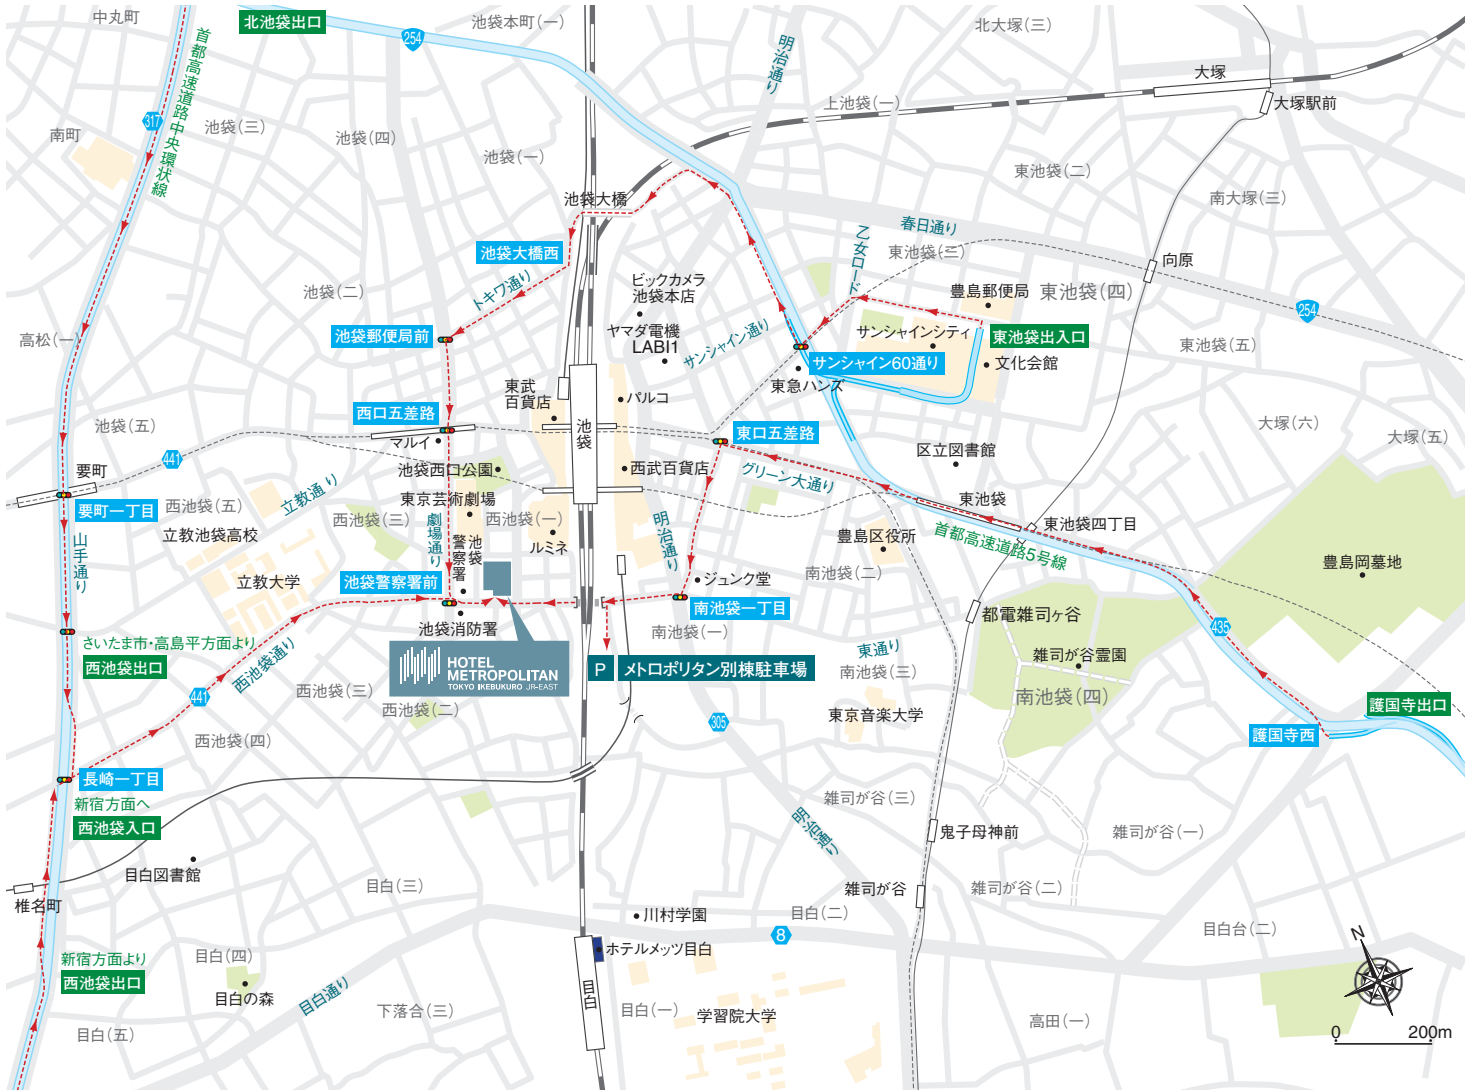 中丸町
北池袋出口
池袋本町(一)
北大塚(三)
首都高速道路中央環状線
254
明治通り
大塚
大塚駅前
上池袋(一)
317
池袋(三)
池袋(四)
南町
池袋(一)
東池袋(二)
南大塚(三)
池袋大橋
春日通り
乙女ロード
東池袋(三)
池袋大橋西
向原
ビックカメラ
池袋本店
豊島郵便局
東池袋(四)
池袋(二)
トキワ通り
254
高松(一)
池袋郵便局前
ヤマダ電機
LABI1
サンシャイン通り
サンシャインシティ
東池袋出入口
東池袋(五)
サンシャイン60通り
文化会館
東急ハンズ
東武
百貨店
パルコ
池袋
西口五差路
マルイ
池袋(五)
東口五差路
大塚(六)
大塚(五)
441
要町
池袋西口公園
西武百貨店
グリーン大通り
区立図書館
東池袋
要町一丁目
西池袋(五)
立教通り
東京芸術劇場
西池袋(三)
西池袋(一)
劇場通り
明治通り
東池袋四丁目
首都高速道路5号線
立教池袋高校
池袋
警察署
ルミネ
豊島区役所
豊島岡墓地
山手通り
立教大学
池袋警察署前
ジュンク堂
南池袋(二)
南池袋一丁目
都電雑司ヶ谷
池袋消防署
南池袋(一)
435
さいたま市・高島平方面より
西池袋出口
西池袋通り
HOTEL
METROPOLITAN
TOKYO IKEBUKURO JR-EAST
P メトロポリタン別棟駐車場
東通り
南池袋(三)
雑司が谷霊園
441
西池袋(三)
西池袋(二)
南池袋(四)
東京音楽大学
305
護国寺出口
護国寺西
西池袋(四)
長崎一丁目
新宿方面へ
西池袋入口
雑司が谷(三)
明治通り
鬼子母神前
雑司が谷(一)
目白図書館
目白(三)
雑司が谷
雑司が谷(二)
椎名町
川村学園
目白(二)
8
目白台(二)
ホテルメッツ目白
目白(四)
新宿方面より
西池袋出口
目白
目白の森
目白通り
下落合(三)
目白(一)
学習院大学
高田(一)
目白(五)
N
0
200m